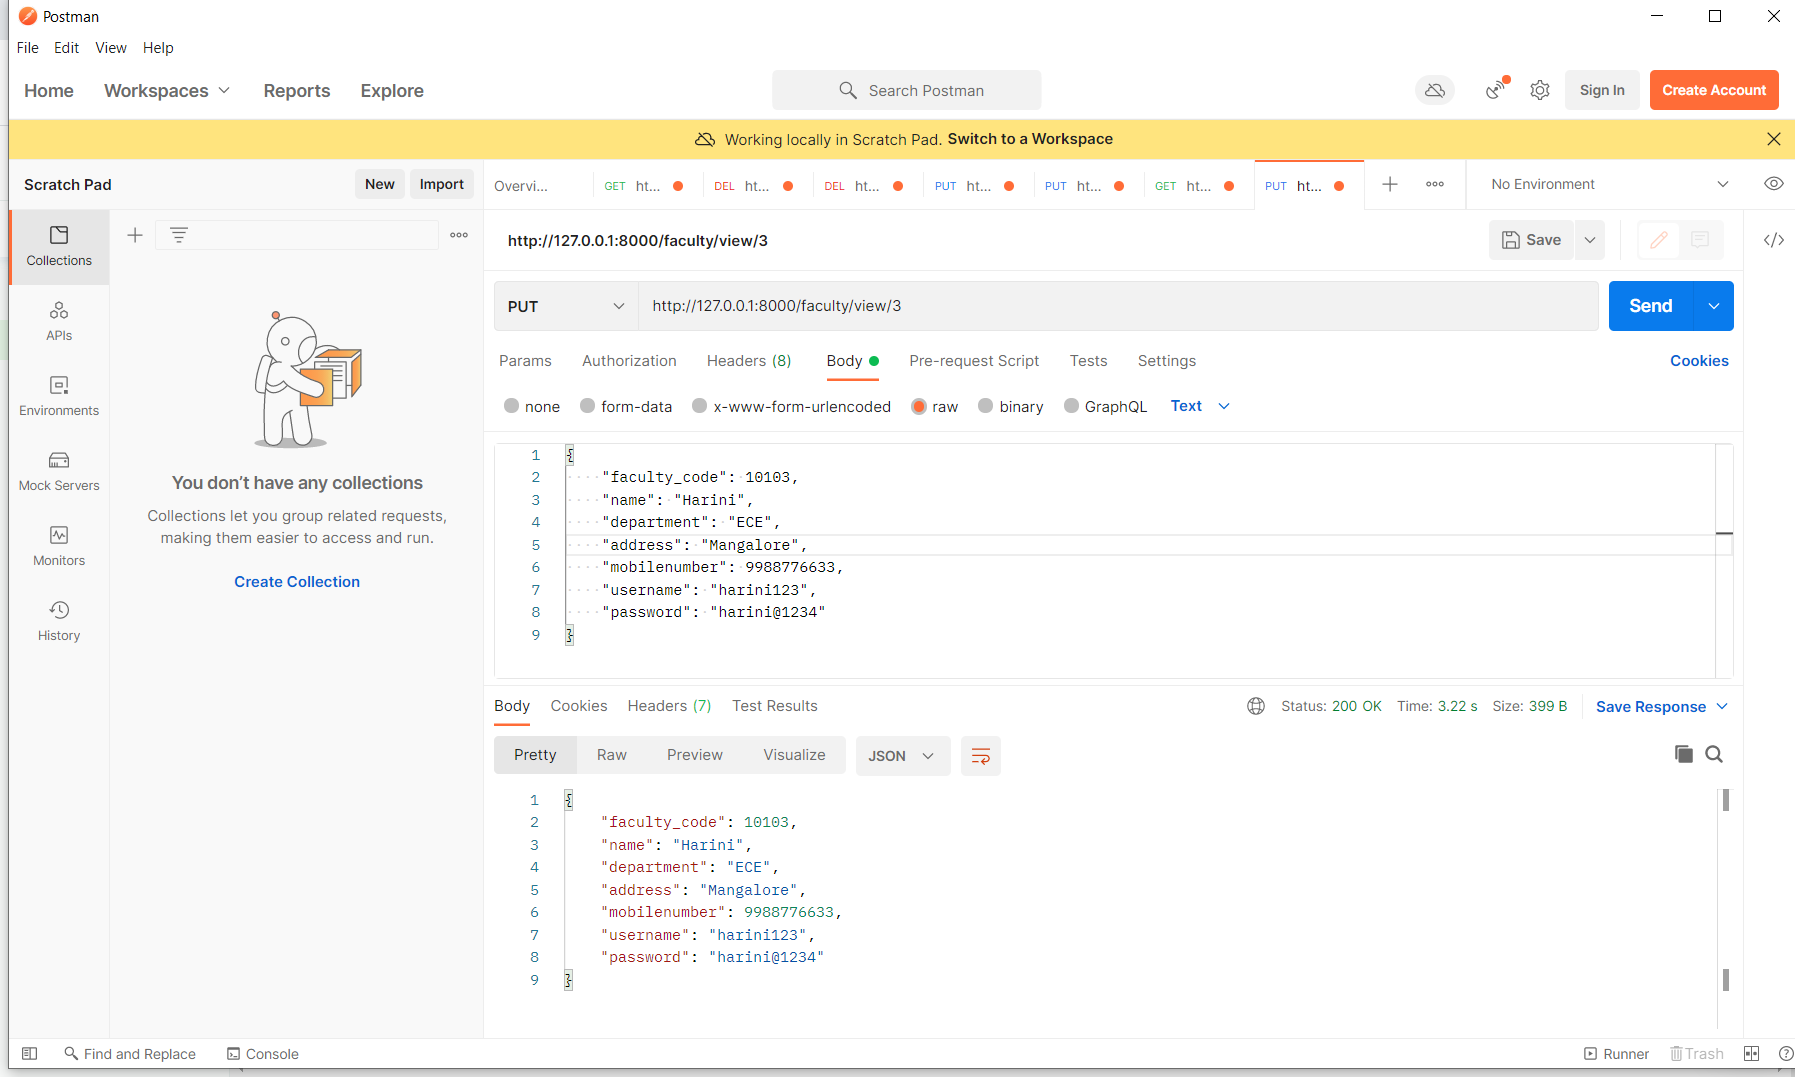 Postman
File Edit View Help
Home Workspaces Reports Explore Search Postman Sign In Create Account
Working locally in Scratch Pad. Switch to a Workspace
Scratch Pad New Import Overvi... GET ht... DEL ht... DEL ht... PUT ht... PUT ht... GET ht... PUT ht... No Environment
Collections
APIs
Environments
Mock Servers
Monitors
History
You don't have any collections
Collections let you group related requests,
making them easier to access and run.
Create Collection
http://127.0.0.1:8000/faculty/view/3 Save
PUT http://127.0.0.1:8000/faculty/view/3 Send
Params Authorization Headers (8) Body Pre-request Script Tests Settings Cookies
none form-data x-www-form-urlencoded raw binary GraphQL Text
1 {
2 "faculty_code": 10103,
3 "name": "Harini",
4 "department": "ECE",
5 "address": "Mangalore",
6 "mobilenumber": 9988776633,
7 "username": "harini123",
8 "password": "harini@1234"
9 }
Body Cookies Headers (7) Test Results Status: 200 OK Time: 3.22 s Size: 399 B Save Response
Pretty Raw Preview Visualize JSON
1 {
2 "faculty_code": 10103,
3 "name": "Harini",
4 "department": "ECE",
5 "address": "Mangalore",
6 "mobilenumber": 9988776633,
7 "username": "harini123",
8 "password": "harini@1234"
9 }
Find and Replace Console Runner Trash